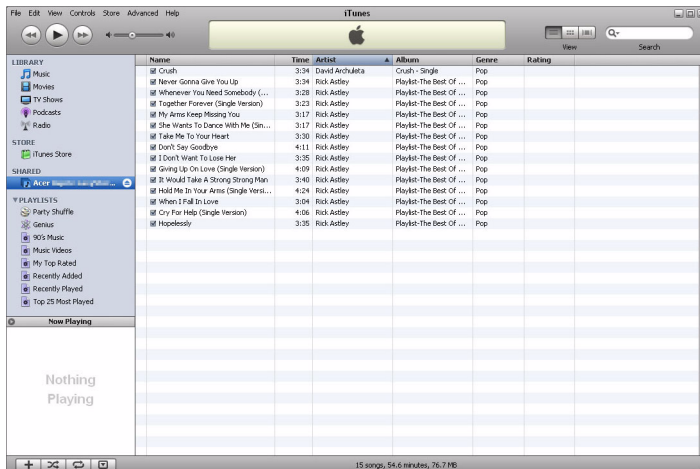 File Edit View Controls Store Advanced Help
iTunes
View
Search
LIBRARY
Music
Movies
TV Shows
Podcasts
Radio
STORE
iTunes Store
SHARED
Acer
PLAYLISTS
Party Shuffle
Genius
90's Music
Music Videos
My Top Rated
Recently Added
Recently Played
Top 25 Most Played
Now Playing
Nothing
Playing
Name Time Artist Album Genre Rating
Crush 3:34 David Archuleta Crush - Single Pop
Never Gonna Give You Up 3:34 Rick Astley Playlist-The Best Of ... Pop
Whenever You Need Somebody (... 3:28 Rick Astley Playlist-The Best Of ... Pop
Together Forever (Single Version) 3:23 Rick Astley Playlist-The Best Of ... Pop
My Arms Keep Missing You 3:17 Rick Astley Playlist-The Best Of ... Pop
She Wants To Dance With Me (Sin... 3:17 Rick Astley Playlist-The Best Of ... Pop
Take Me To Your Heart 3:30 Rick Astley Playlist-The Best Of ... Pop
Don't Say Goodbye 4:11 Rick Astley Playlist-The Best Of ... Pop
I Don't Want To Lose Her 3:35 Rick Astley Playlist-The Best Of ... Pop
Giving Up On Love (Single Version) 4:09 Rick Astley Playlist-The Best Of ... Pop
It Would Take A Strong Strong Man 3:40 Rick Astley Playlist-The Best Of ... Pop
Hold Me In Your Arms (Single Versi... 4:24 Rick Astley Playlist-The Best Of ... Pop
When I Fall In Love 3:04 Rick Astley Playlist-The Best Of ... Pop
Cry For Help (Single Version) 4:06 Rick Astley Playlist-The Best Of ... Pop
Hopelessly 3:35 Rick Astley Playlist-The Best Of ... Pop
15 songs, 54.6 minutes, 76.7 MB